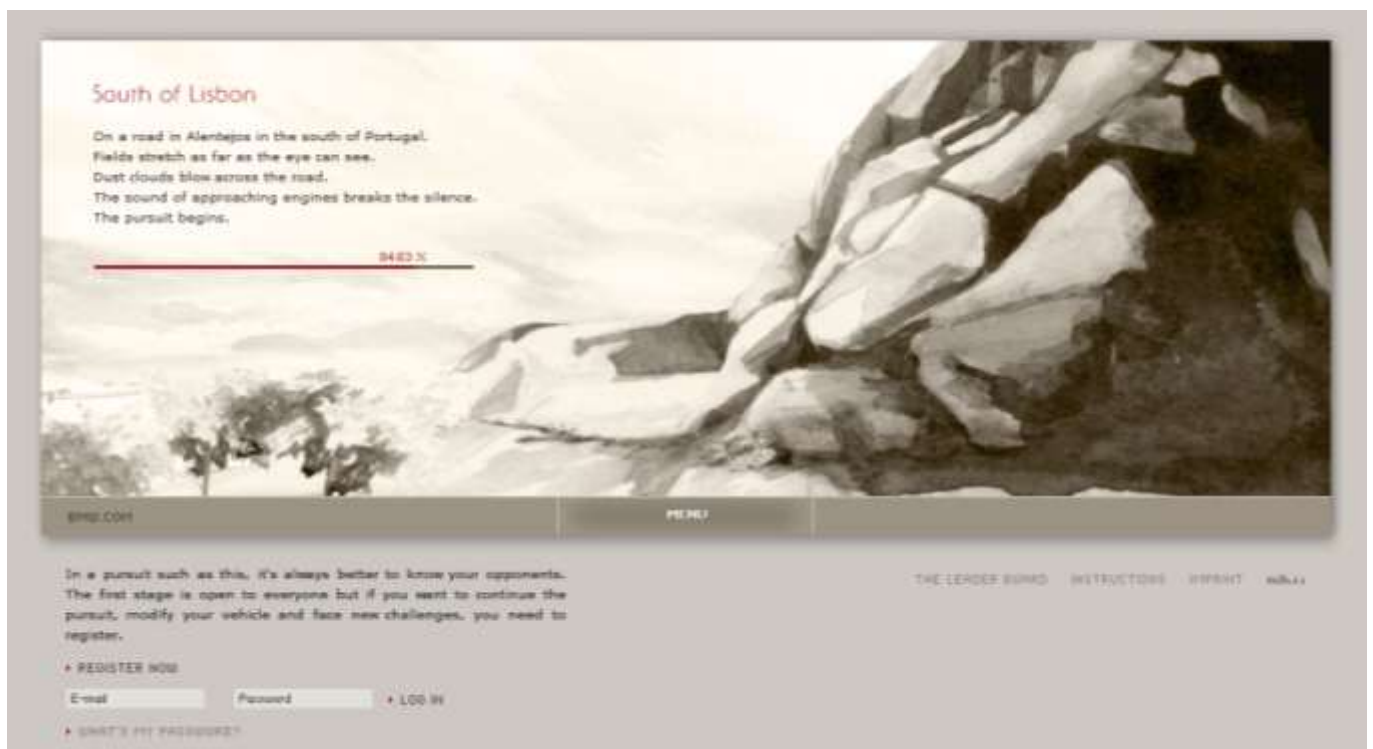 South of Lisbon
On a road in Alentejos in the south of Portugal.
Fields stretch as far as the eye can see.
Dust clouds blow across the road.
The sound of approaching engines breaks the silence.
The pursuit begins.
MENU
In a pursuit such as this, it's always better to know your opponents.
The first stage is open to everyone but if you want to continue the
pursuit, modify your vehicle and face new challenges, you need to
register.
THE LEADER BOARD INSTRUCTIONS IMPRINT
REGISTER NOW
E-mail Password LOG IN
WHAT'S MY PASSWORD?